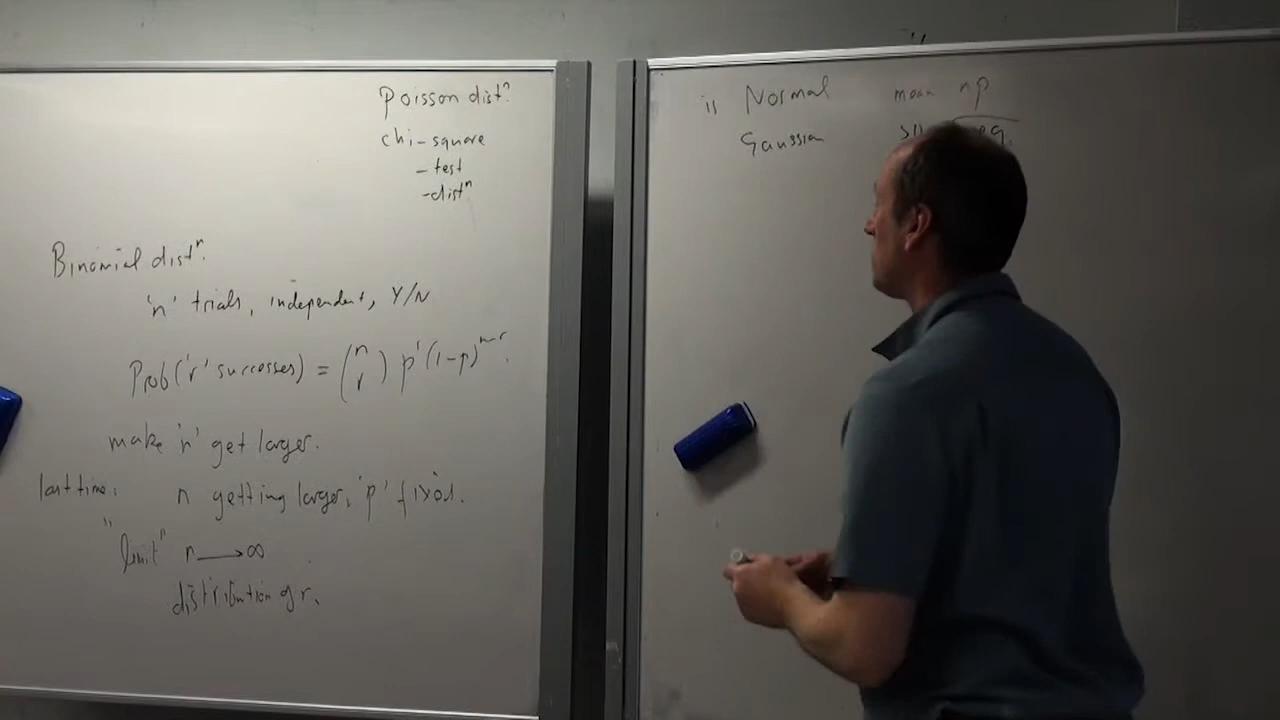 Poisson distⁿ.
chi-square
- test
- distⁿ
Binomial distⁿ.
'n' trials, independent, Y/N
Prob('r' successes) = (n r) pʳ(1-p)ⁿ⁻ʳ.
make 'n' get larger.
last time: n getting larger, 'p' fixed.
"limit" n → ∞
distribution of r.
is Normal mean np
Gaussian